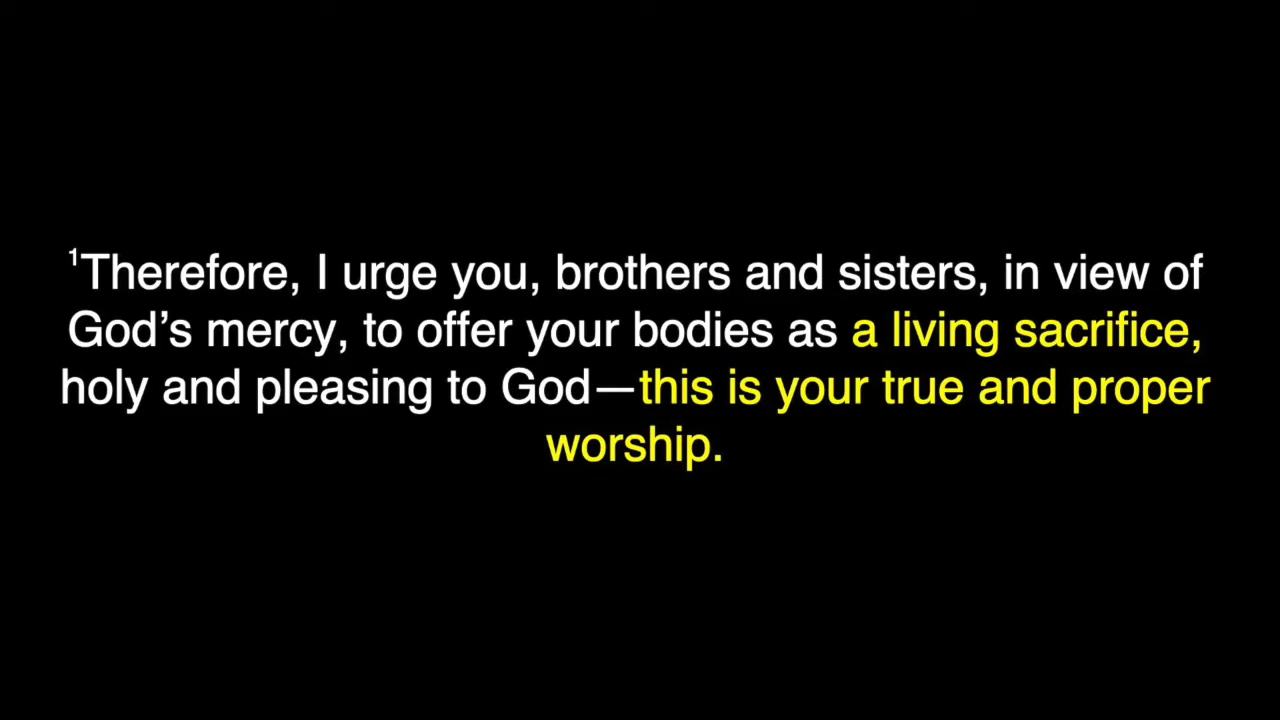 ¹Therefore, I urge you, brothers and sisters, in view of
God’s mercy, to offer your bodies as a living sacrifice,
holy and pleasing to God—this is your true and proper
worship.